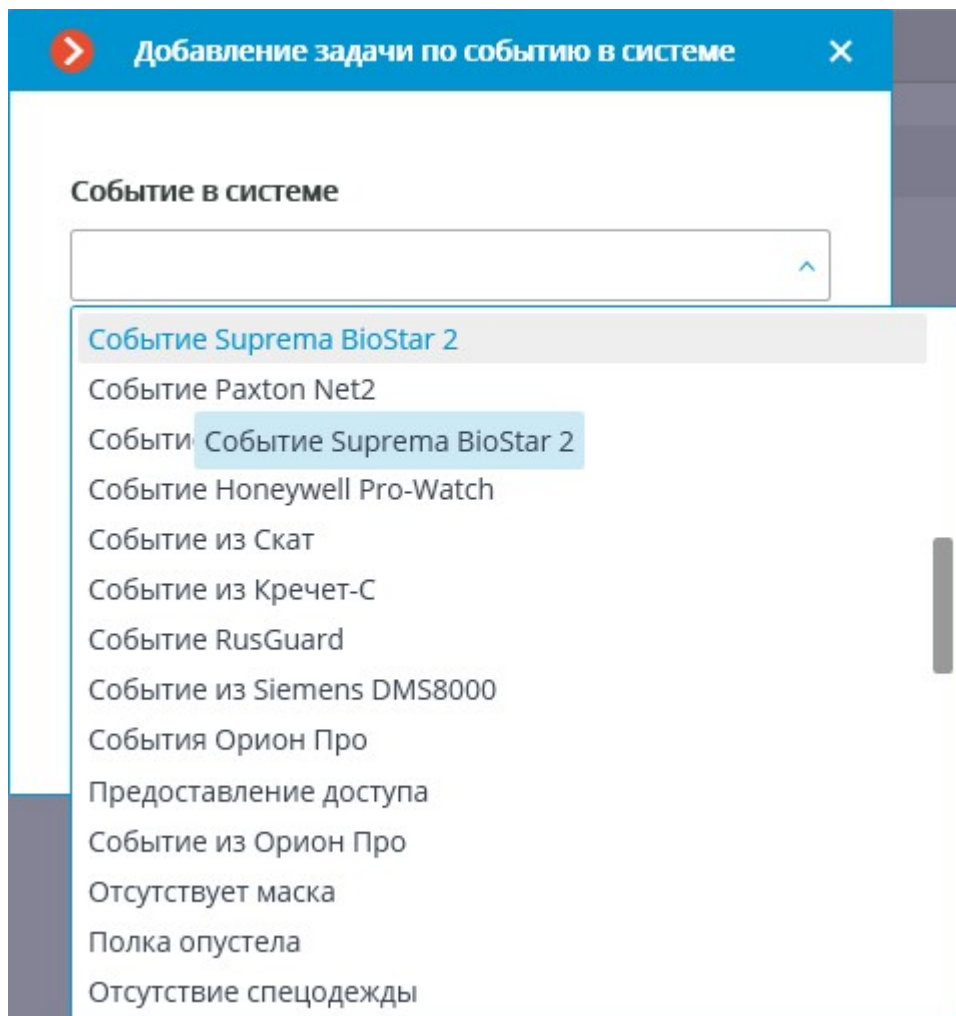 Добавление задачи по событию в системе
Событие в системе
Событие Suprema BioStar 2
Событие Paxton Net2
Событи
Событие Suprema BioStar 2
Событие Honeywell Pro-Watch
Событие из Скат
Событие из Кречет-С
Событие RusGuard
Событие из Siemens DMS8000
События Орион Про
Предоставление доступа
Событие из Орион Про
Отсутствует маска
Полка опустела
Отсутствие спецодежды